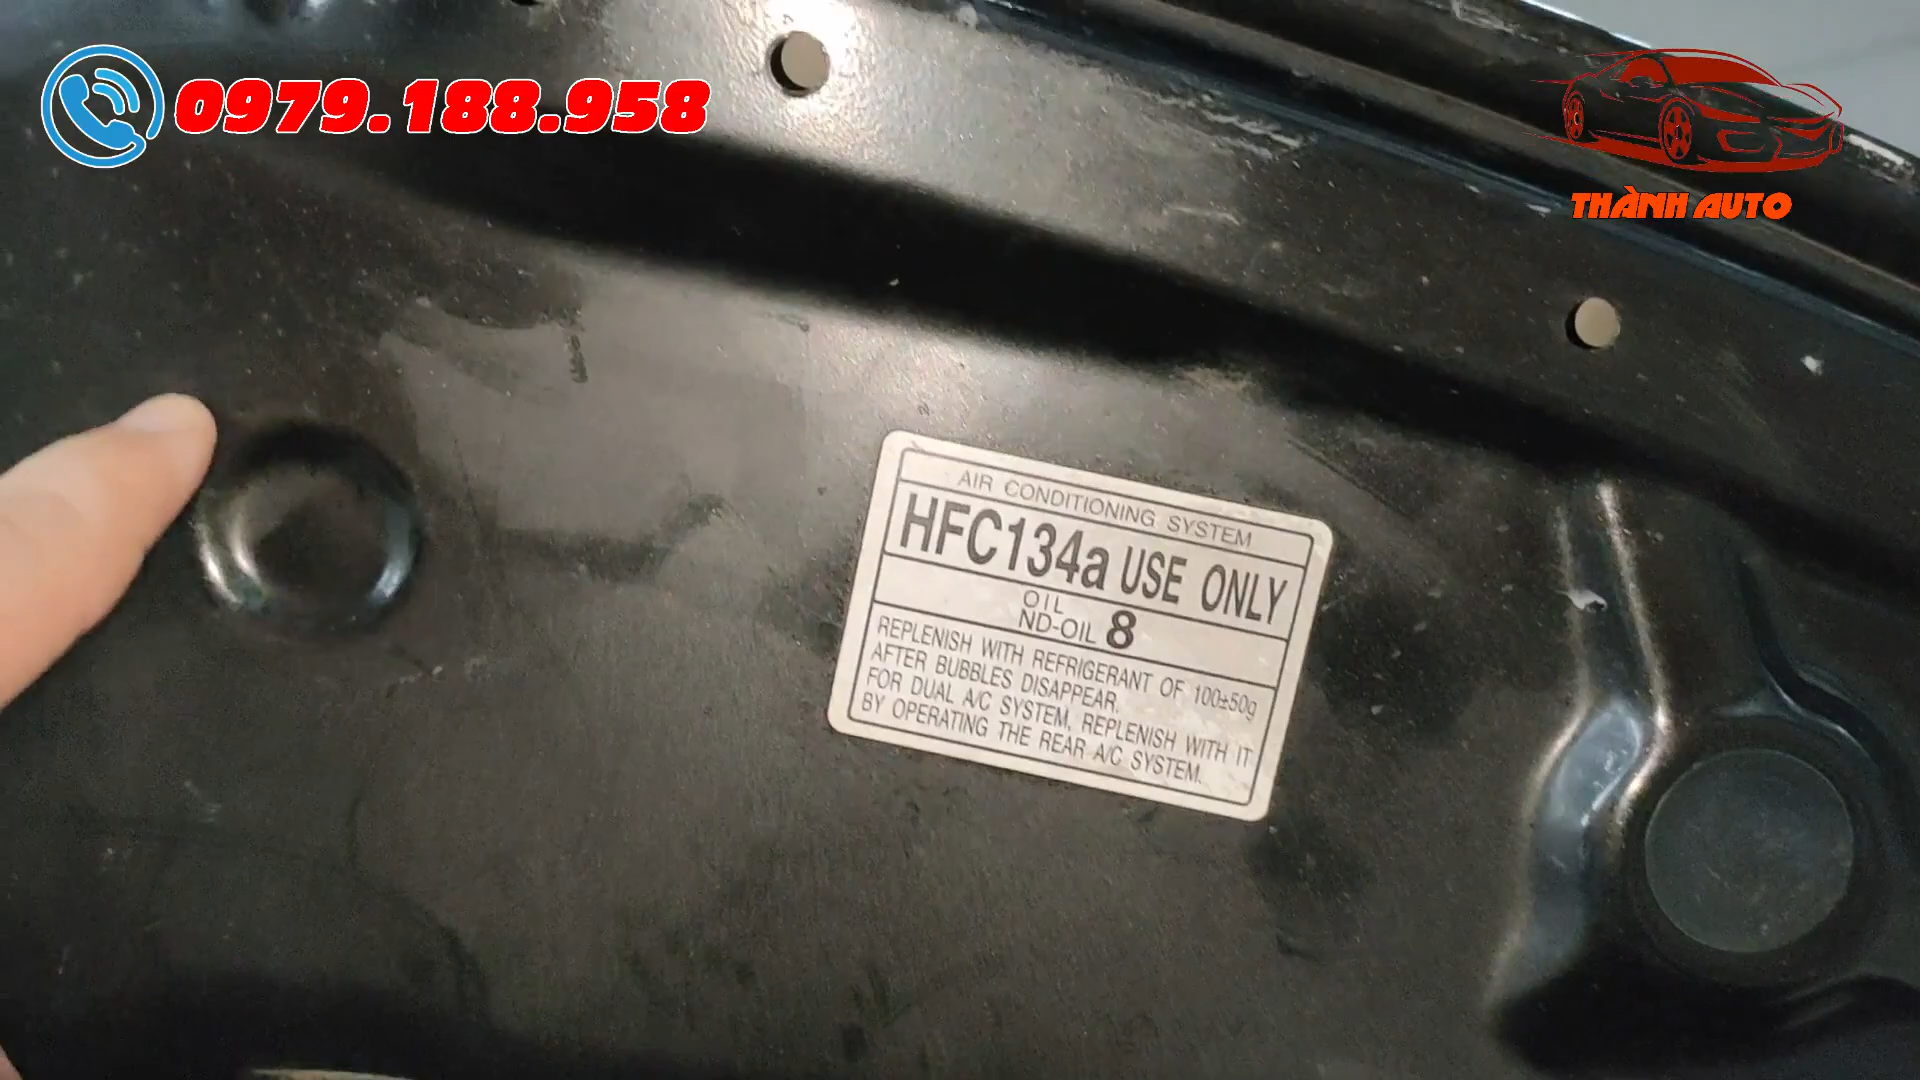 0979.188.958
THÀNH AUTO
AIR CONDITIONING SYSTEM
HFC134a USE ONLY
OIL
ND-OIL 8
REPLENISH WITH REFRIGERANT OF 100±50g
AFTER BUBBLES DISAPPEAR.
FOR DUAL A/C SYSTEM, REPLENISH WITH IT
BY OPERATING THE REAR A/C SYSTEM.